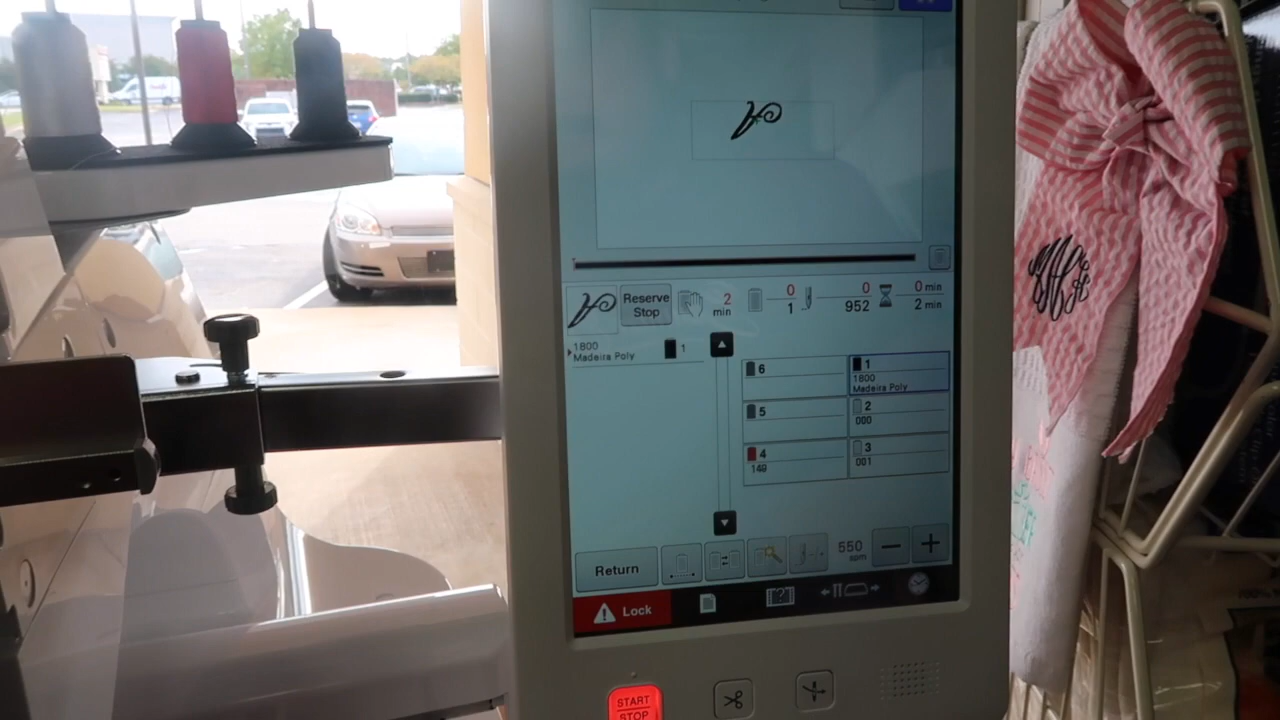 Reserve
Stop
2
min
0
1
0
952
0 min
2 min
1800
Madeira Poly
1
6
1
1800
Madeira Poly
5
2
000
4
149
3
001
Return
550
spm
Lock
START
STOP